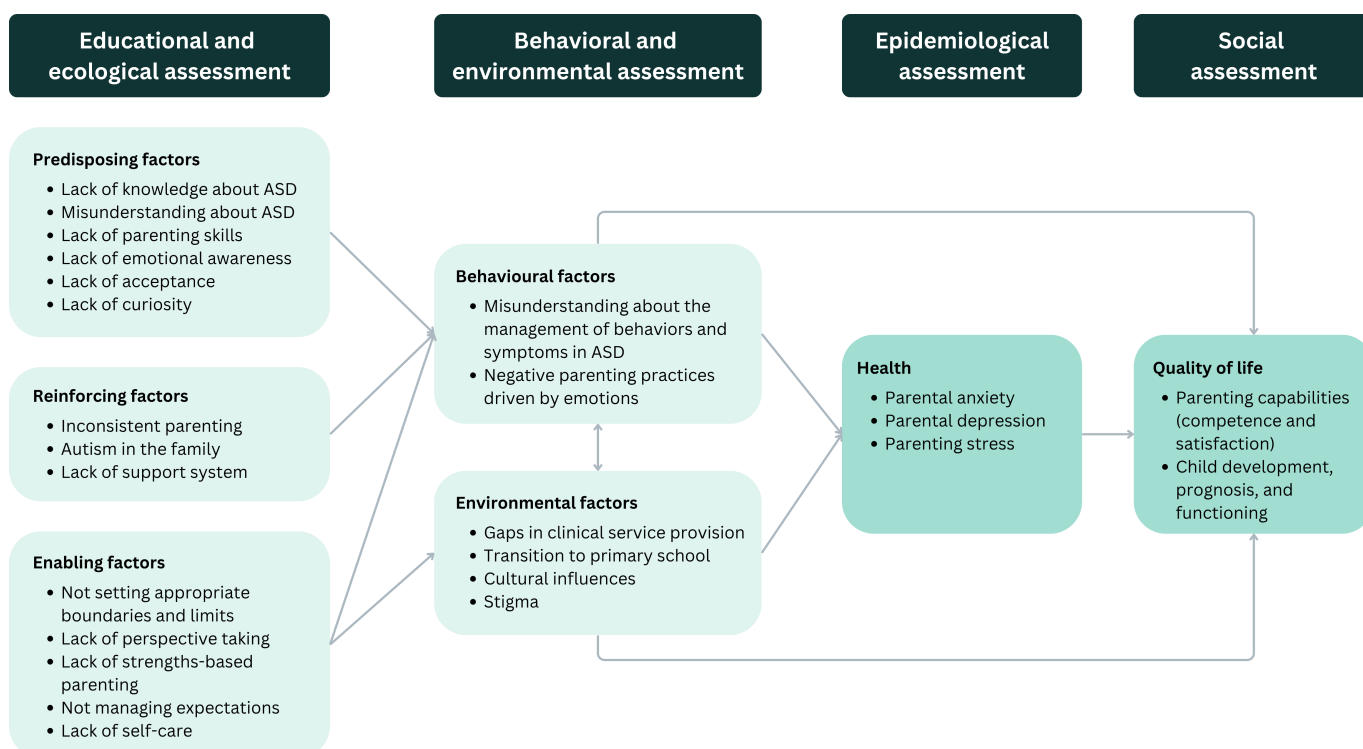 Educational and
ecological assessment
Behavioral and
environmental assessment
Epidemiological
assessment
Social
assessment
Predisposing factors
• Lack of knowledge about ASD
• Misunderstanding about ASD
• Lack of parenting skills
• Lack of emotional awareness
• Lack of acceptance
• Lack of curiosity
Reinforcing factors
• Inconsistent parenting
• Autism in the family
• Lack of support system
Enabling factors
• Not setting appropriate
boundaries and limits
• Lack of perspective taking
• Lack of strengths-based
parenting
• Not managing expectations
• Lack of self-care
Behavioural factors
• Misunderstanding about the
management of behaviors and
symptoms in ASD
• Negative parenting practices
driven by emotions
Environmental factors
• Gaps in clinical service provision
• Transition to primary school
• Cultural influences
• Stigma
Health
• Parental anxiety
• Parental depression
• Parenting stress
Quality of life
• Parenting capabilities
(competence and
satisfaction)
• Child development,
prognosis, and
functioning